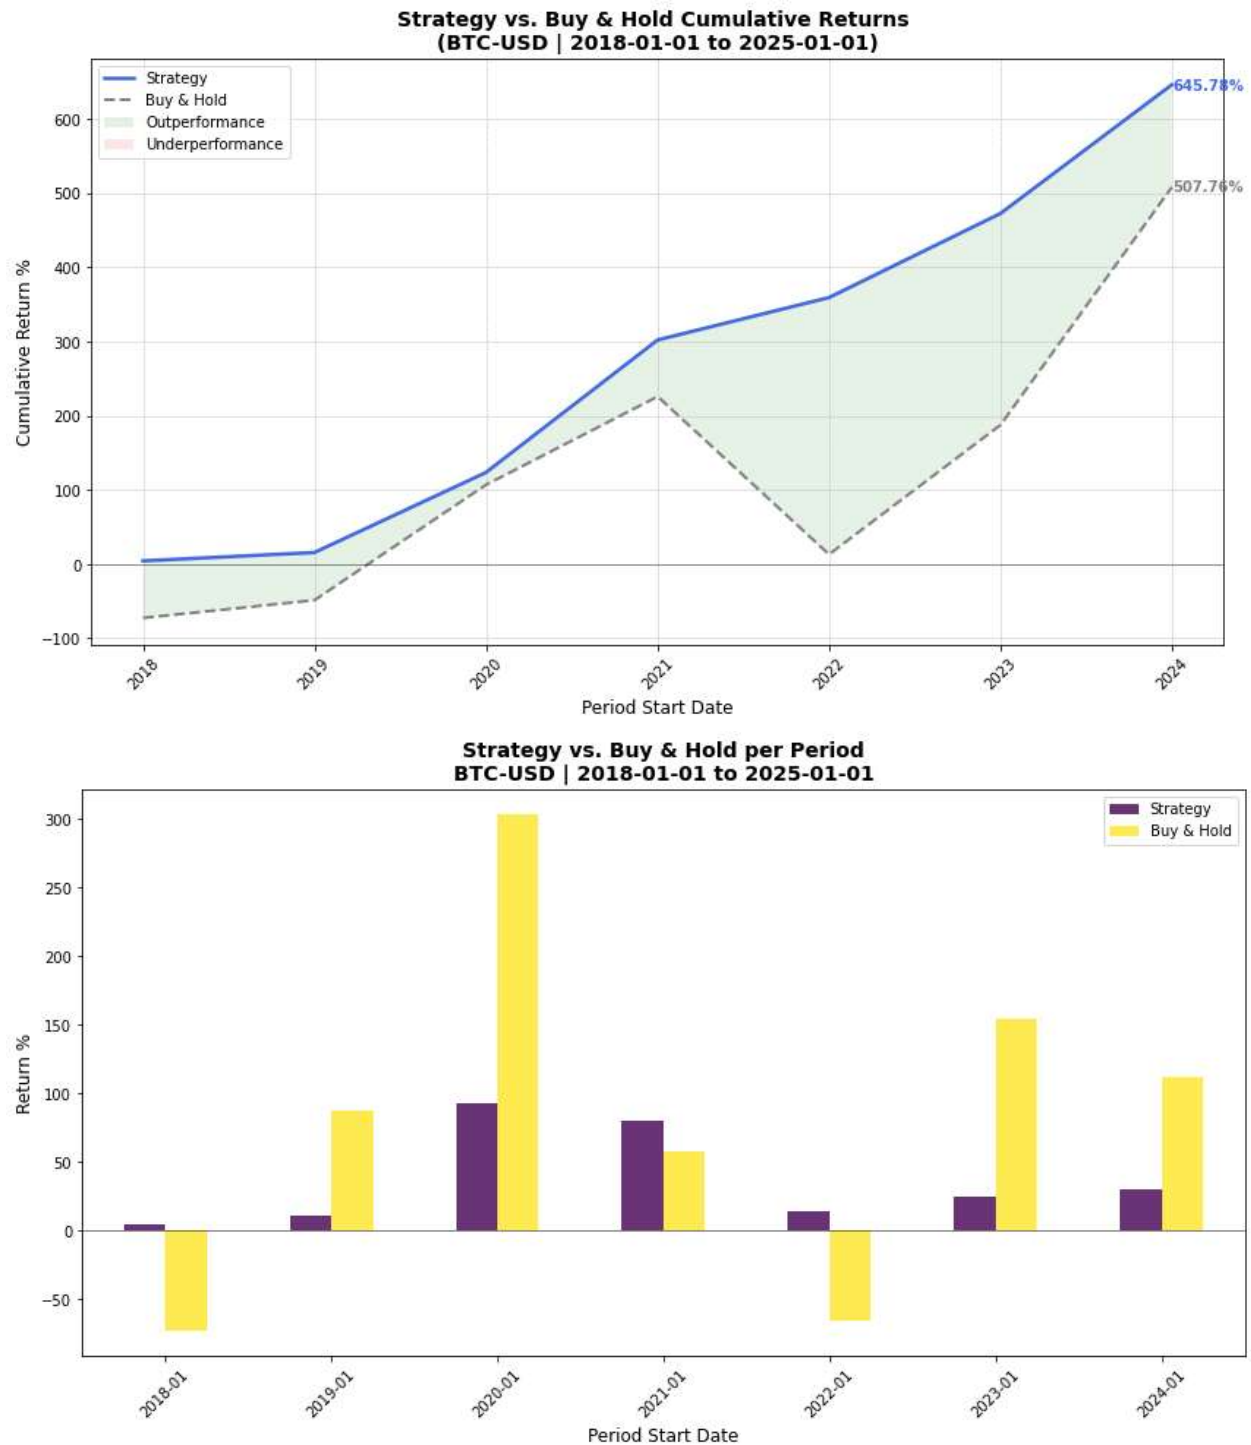 Strategy vs. Buy & Hold Cumulative Returns
(BTC-USD | 2018-01-01 to 2025-01-01)
Strategy
Buy & Hold
Outperformance
Underperformance
645.78%
507.76%
Cumulative Return %
600
500
400
300
200
100
0
−100
2018
2019
2020
2021
2022
2023
2024
Period Start Date
Strategy vs. Buy & Hold per Period
BTC-USD | 2018-01-01 to 2025-01-01
Strategy
Buy & Hold
Return %
300
250
200
150
100
50
0
−50
2018-01
2019-01
2020-01
2021-01
2022-01
2023-01
2024-01
Period Start Date